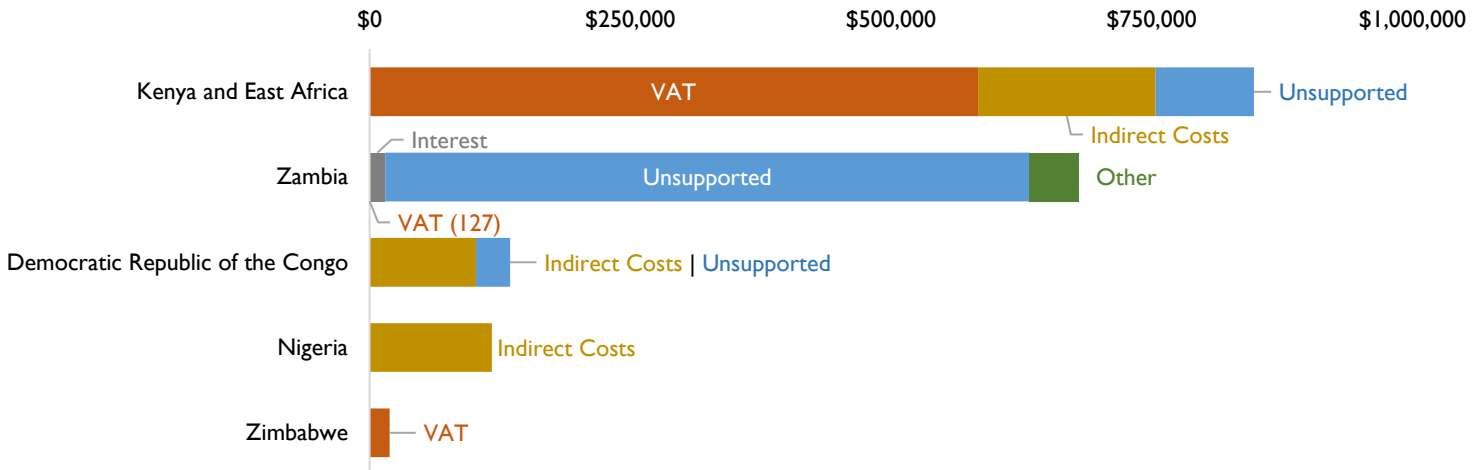 $0 $250,000 $500,000 $750,000 $1,000,000
Kenya and East Africa VAT Unsupported
Indirect Costs
Interest
Zambia Unsupported Other
VAT (127)
Democratic Republic of the Congo Indirect Costs | Unsupported
Nigeria Indirect Costs
Zimbabwe VAT